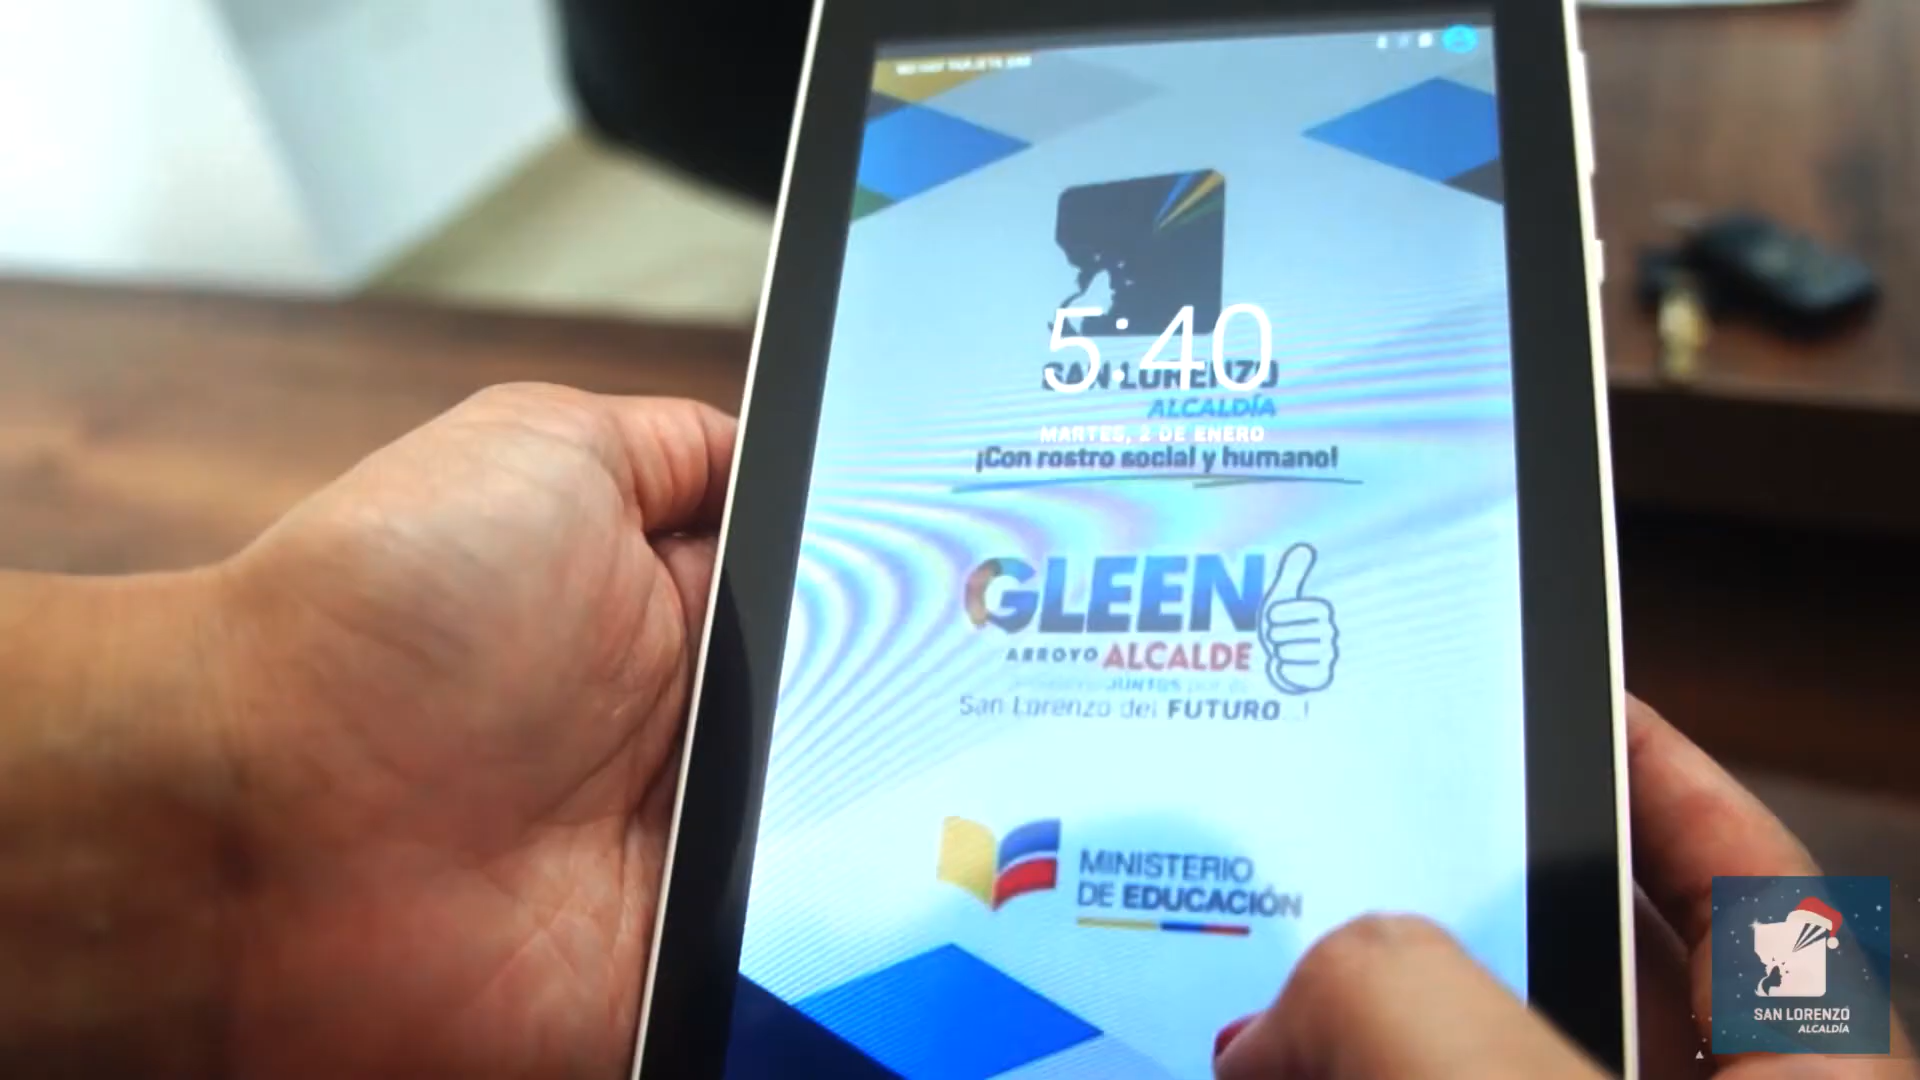 5:40
SAN LORENZO
ALCALDÍA
MARTES, 2 DE ENERO
¡Con rostro social y humano!
GLEEN
ARROYO ALCALDE
JUNTOS
San Lorenzo del FUTURO...!
MINISTERIO
DE EDUCACIÓN
SAN LORENZO
ALCALDÍA